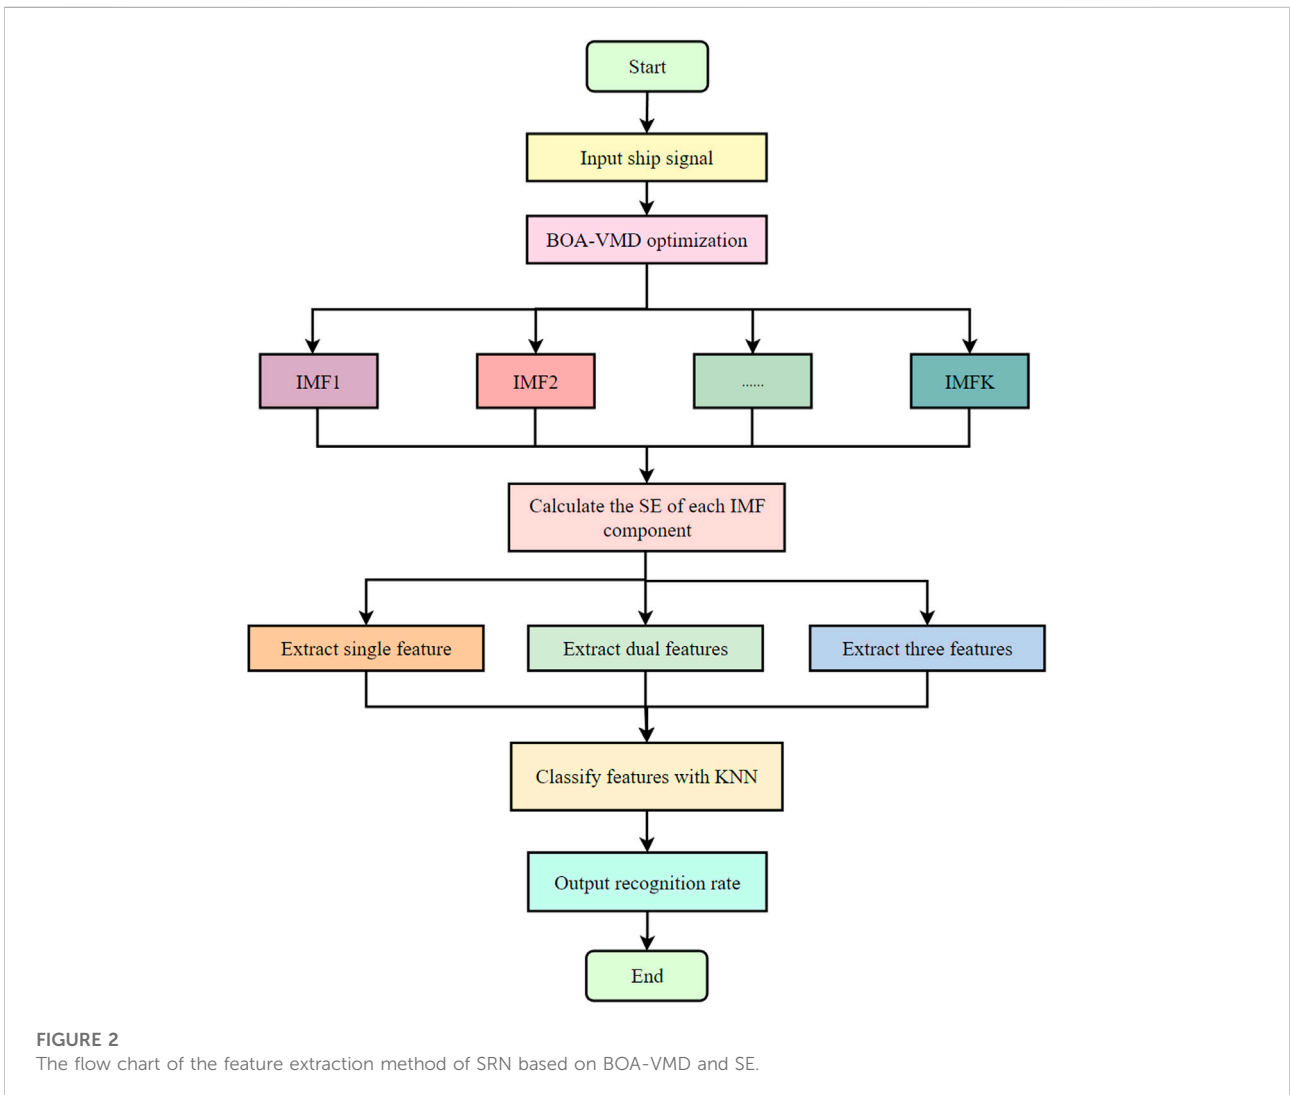 Start
Input ship signal
BOA-VMD optimization
IMF1
IMF2
......
IMFK
Calculate the SE of each IMF
component
Extract single feature
Extract dual features
Extract three features
Classify features with KNN
Output recognition rate
End
FIGURE 2
The flow chart of the feature extraction method of SRN based on BOA-VMD and SE.